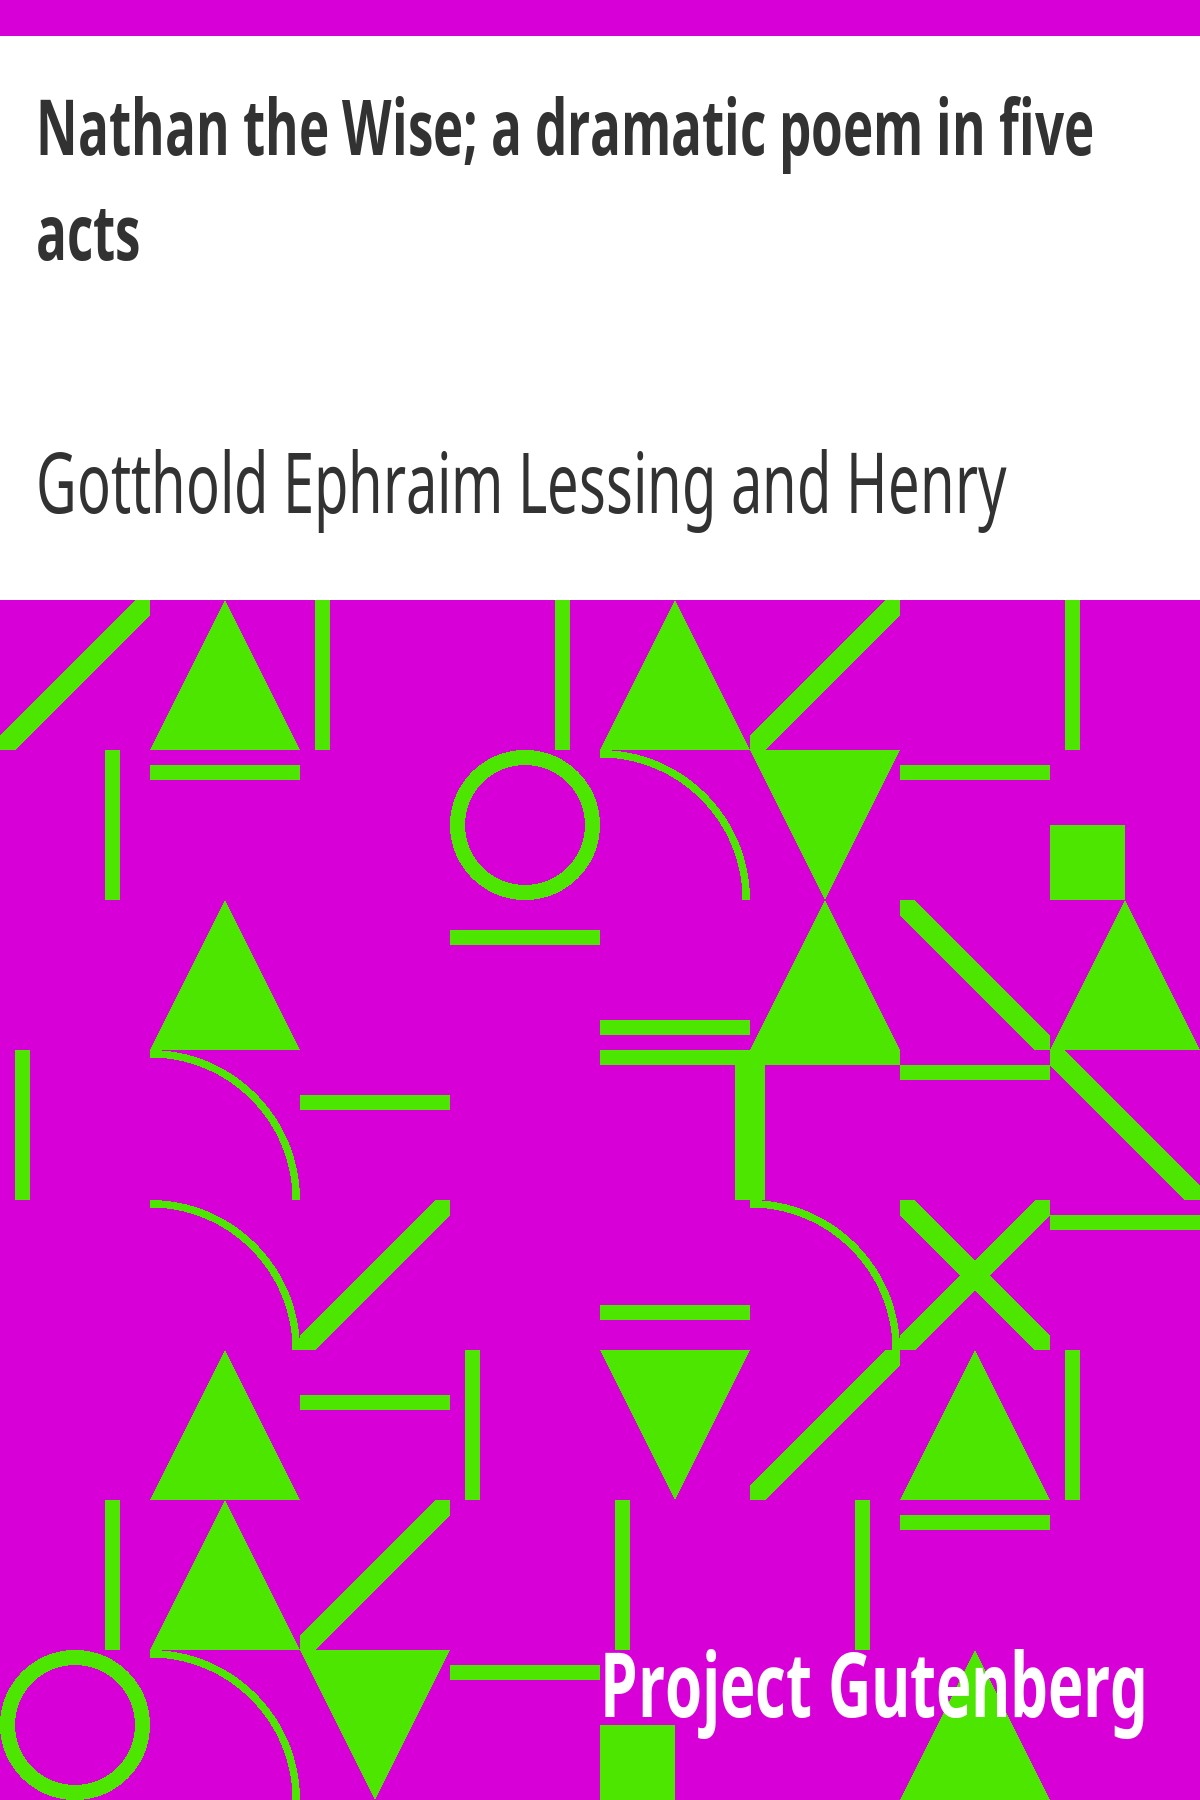 Nathan the Wise; a dramatic poem in five
acts
Gotthold Ephraim Lessing and Henry
Project Gutenberg